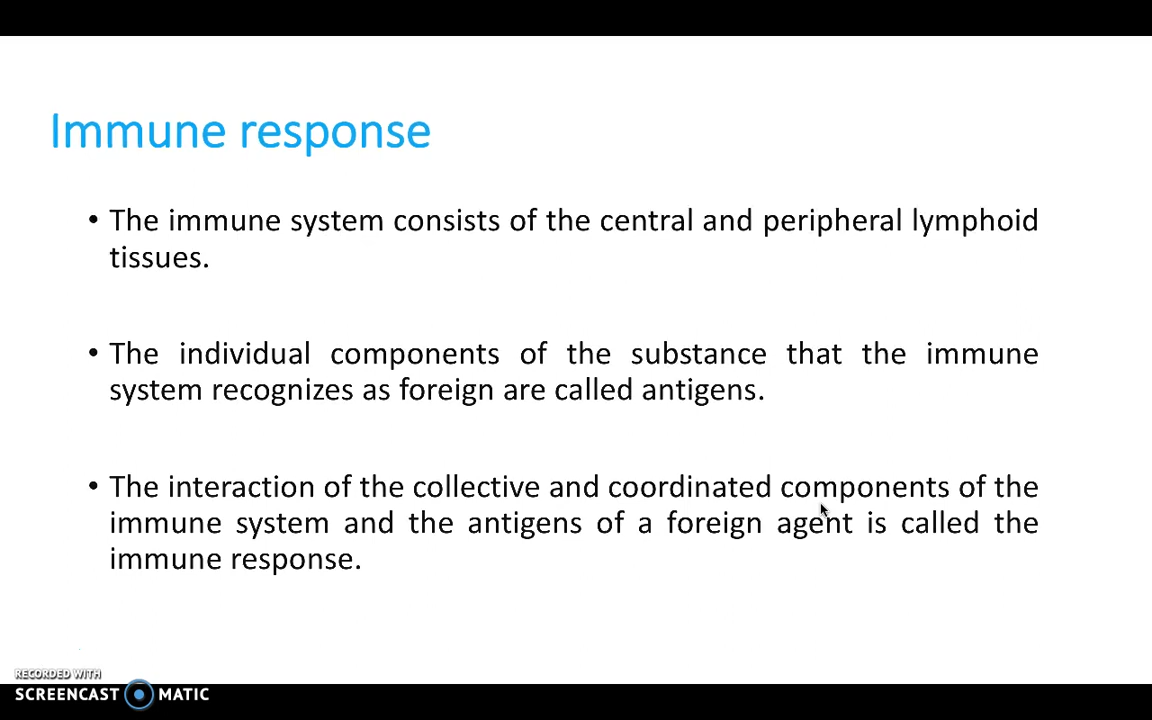 Immune response
• The immune system consists of the central and peripheral lymphoid
tissues.
• The individual components of the substance that the immune
system recognizes as foreign are called antigens.
• The interaction of the collective and coordinated components of the
immune system and the antigens of a foreign agent is called the
immune response.
RECORDED WITH
SCREENCAST MATIC